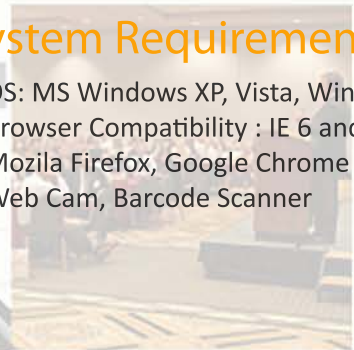 ystem Requiremen
OS: MS Windows XP, Vista, Win
rowser Compatibility : IE 6 and
Mozila Firefox, Google Chrome
Web Cam, Barcode Scanner